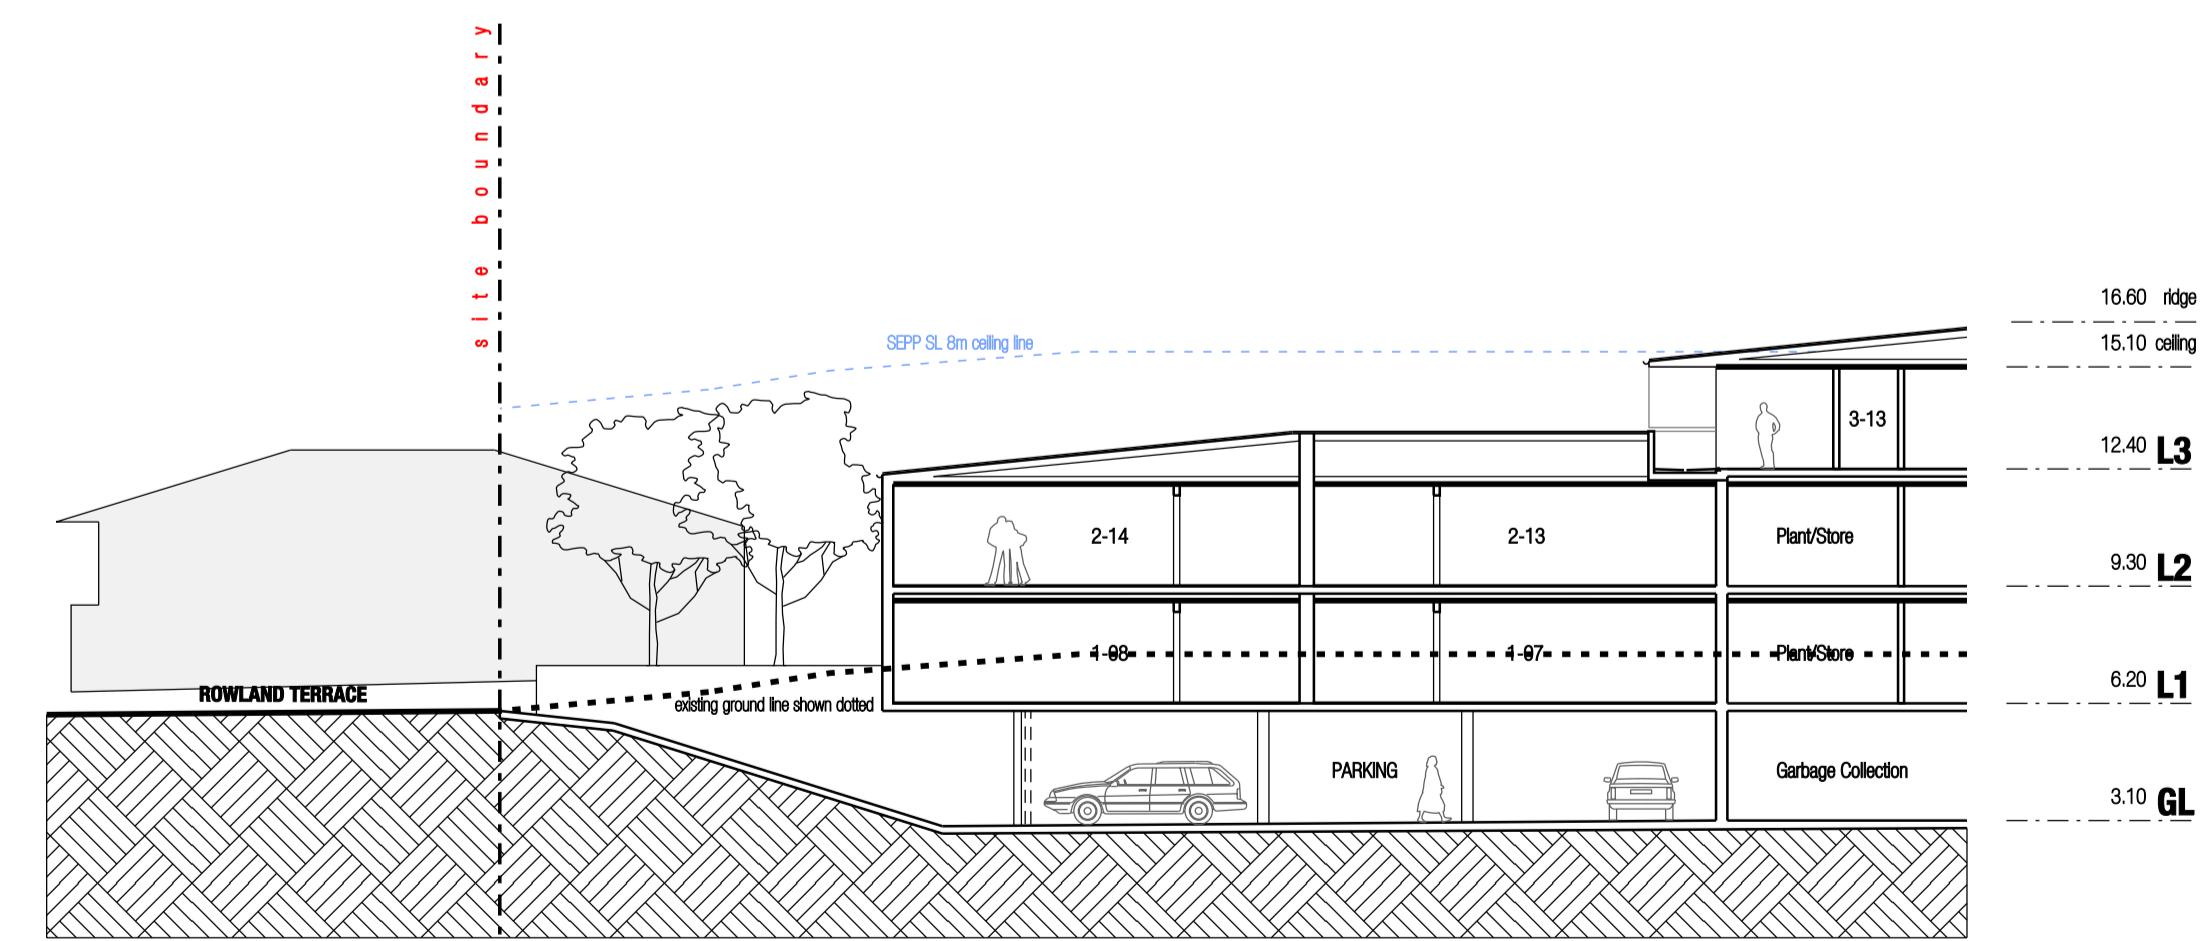 site boundary
16.60 ridge
SEPP SL 8m ceiling line
15.10 ceiling
3-13
12.40 L3
2-14
2-13
Plant/Store
9.30 L2
1-08
1-07
Plant/Store
6.20 L1
ROWLAND TERRACE
existing ground line shown dotted
PARKING
Garbage Collection
3.10 GL